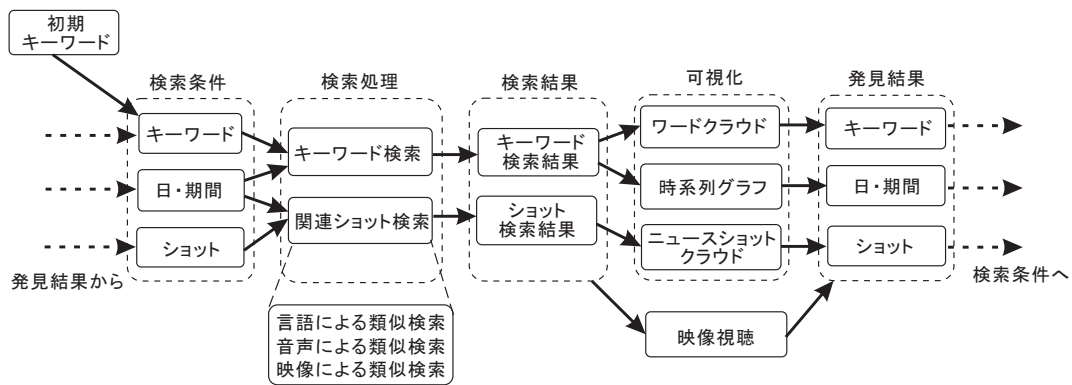 初期
キーワード
検索条件
検索処理
検索結果
可視化
発見結果
キーワード
日・期間
ショット
発見結果から
キーワード検索
関連ショット検索
言語による類似検索
音声による類似検索
映像による類似検索
キーワード
検索結果
ショット
検索結果
ワードクラウド
時系列グラフ
ニュースショット
クラウド
映像視聴
キーワード
日・期間
ショット
検索条件へ